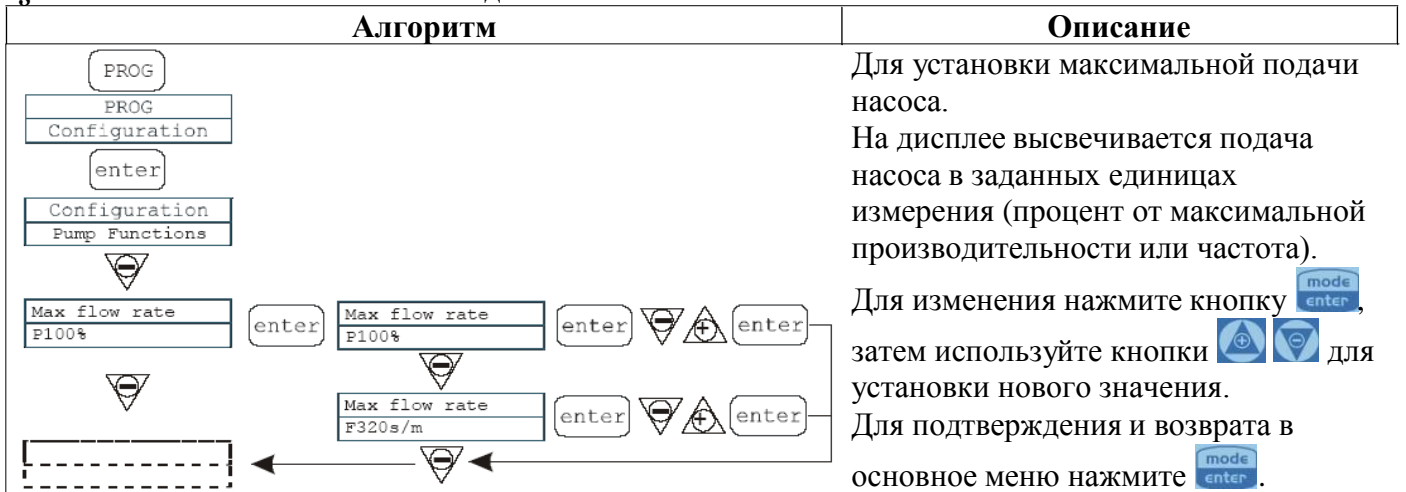 Алгоритм
Описание
PROG
PROG
Configuration
enter
Configuration
Pump Functions
Max flow rate
P100%
enter
Max flow rate
P100%
enter
enter
Max flow rate
F320s/m
enter
enter
Для установки максимальной подачи
насоса.
На дисплее высвечивается подача
насоса в заданных единицах
измерения (процент от максимальной
производительности или частота).
Для изменения нажмите кнопку mode enter,
затем используйте кнопки для
установки нового значения.
Для подтверждения и возврата в
основное меню нажмите mode enter.